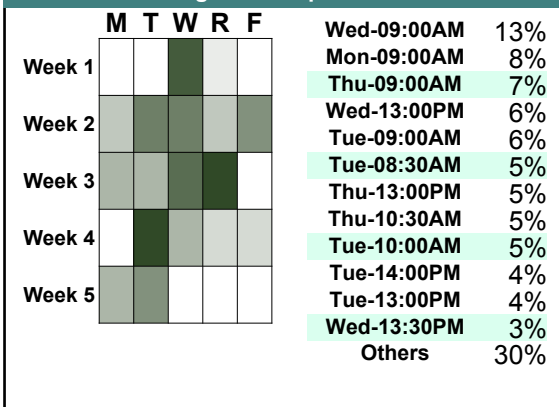 M T W R F
Week 1
Week 2
Week 3
Week 4
Week 5
Wed-09:00AM 13%
Mon-09:00AM 8%
Thu-09:00AM 7%
Wed-13:00PM 6%
Tue-09:00AM 6%
Tue-08:30AM 5%
Thu-13:00PM 5%
Thu-10:30AM 5%
Tue-10:00AM 5%
Tue-14:00PM 4%
Tue-13:00PM 4%
Wed-13:30PM 3%
Others 30%